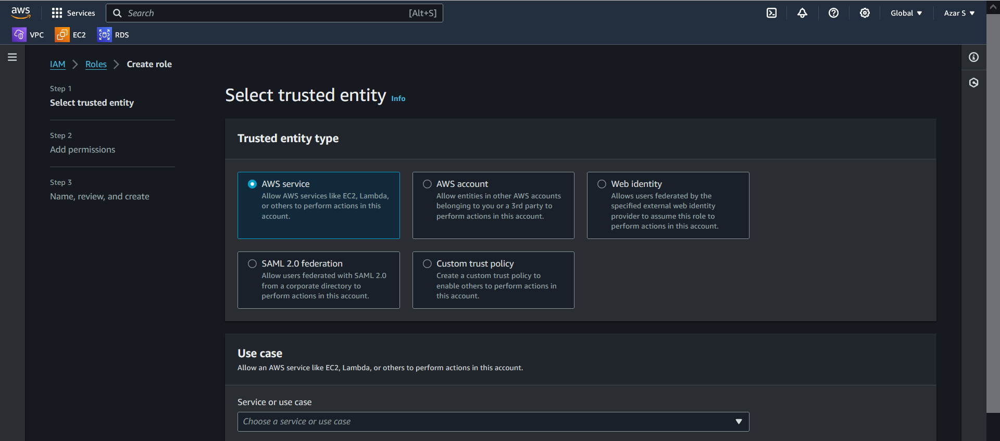 aws
Services
Search
[Alt+S]
Global
Azar S
VPC
EC2
RDS
IAM
Roles
Create role
Step 1
Select trusted entity
Step 2
Add permissions
Step 3
Name, review, and create
Select trusted entity Info
Trusted entity type
AWS service
Allow AWS services like EC2, Lambda,
or others to perform actions in this
account.
AWS account
Allow entities in other AWS accounts
belonging to you or a 3rd party to
perform actions in this account.
Web identity
Allows users federated by the
specified external web identity
provider to assume this role to
perform actions in this account.
SAML 2.0 federation
Allow users federated with SAML 2.0
from a corporate directory to
perform actions in this account.
Custom trust policy
Create a custom trust policy to
enable others to perform actions in
this account.
Use case
Allow an AWS service like EC2, Lambda, or others to perform actions in this account.
Service or use case
Choose a service or use case